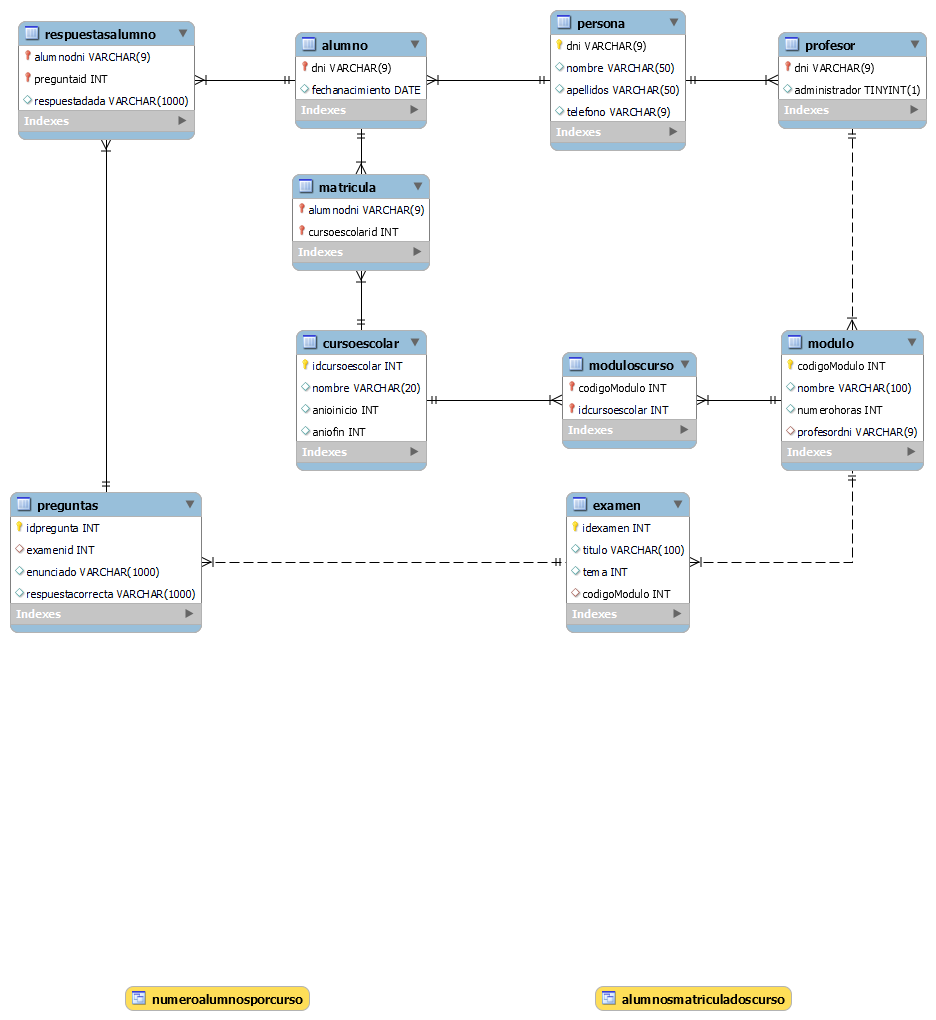 respuestasalumno
alumnodni VARCHAR(9)
preguntaid INT
respuestadada VARCHAR(1000)
Indexes
alumno
dni VARCHAR(9)
fechanacimiento DATE
Indexes
persona
dni VARCHAR(9)
nombre VARCHAR(50)
apellidos VARCHAR(50)
telefono VARCHAR(9)
Indexes
profesor
dni VARCHAR(9)
administrador TINYINT(1)
Indexes
matricula
alumnodni VARCHAR(9)
cursoescolarid INT
Indexes
cursoescolar
idcursoescolar INT
nombre VARCHAR(20)
anioinicio INT
aniofin INT
Indexes
moduloscurso
codigoModulo INT
idcursoescolar INT
Indexes
modulo
codigoModulo INT
nombre VARCHAR(100)
numerohoras INT
profesordni VARCHAR(9)
Indexes
preguntas
idpregunta INT
examenid INT
enunciado VARCHAR(1000)
respuestacorrecta VARCHAR(1000)
Indexes
examen
idexamen INT
titulo VARCHAR(100)
tema INT
codigoModulo INT
Indexes
numeroalumnosporcurso
alumnosmatriculadoscurso